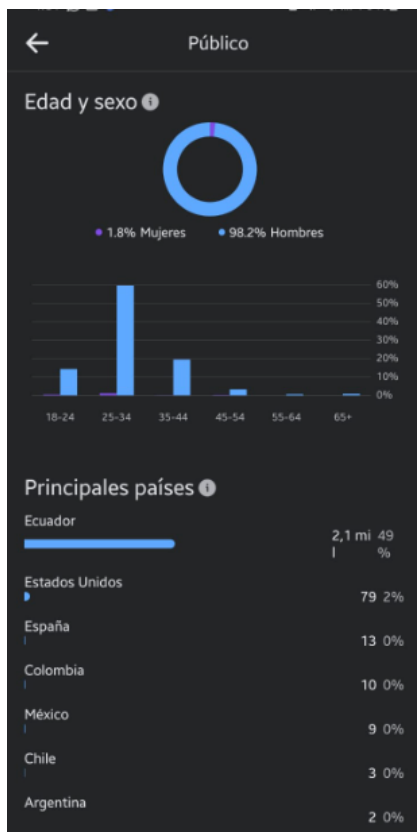 Público
Edad y sexo
1.8% Mujeres 98.2% Hombres
60%
50%
40%
30%
20%
10%
0%
18-24 25-34 35-44 45-54 55-64 65+
Principales países
Ecuador
2,1 mi 49
l %
Estados Unidos
79 2%
España
13 0%
Colombia
10 0%
México
9 0%
Chile
3 0%
Argentina
2 0%